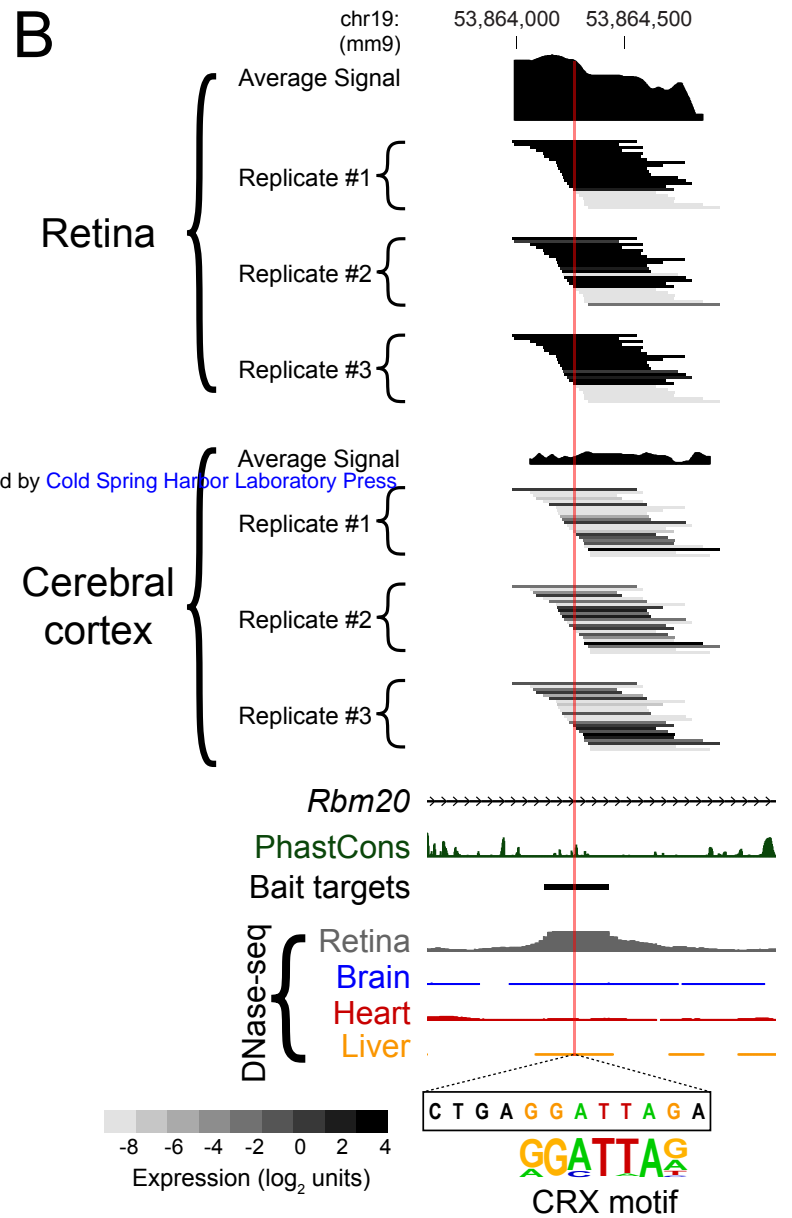 B
chr19:
(mm9)
53,864,000 53,864,500
Average Signal
Retina
Replicate #1
Replicate #2
Replicate #3
Average Signal
d by Cold Spring Harbor Laboratory Press
Cerebral
cortex
Replicate #1
Replicate #2
Replicate #3
Rbm20
PhastCons
Bait targets
DNase-seq
Retina
Brain
Heart
Liver
C T G A G G A T T A G A
GGATTAG
CRX motif
-8 -6 -4 -2 0 2 4
Expression (log2 units)